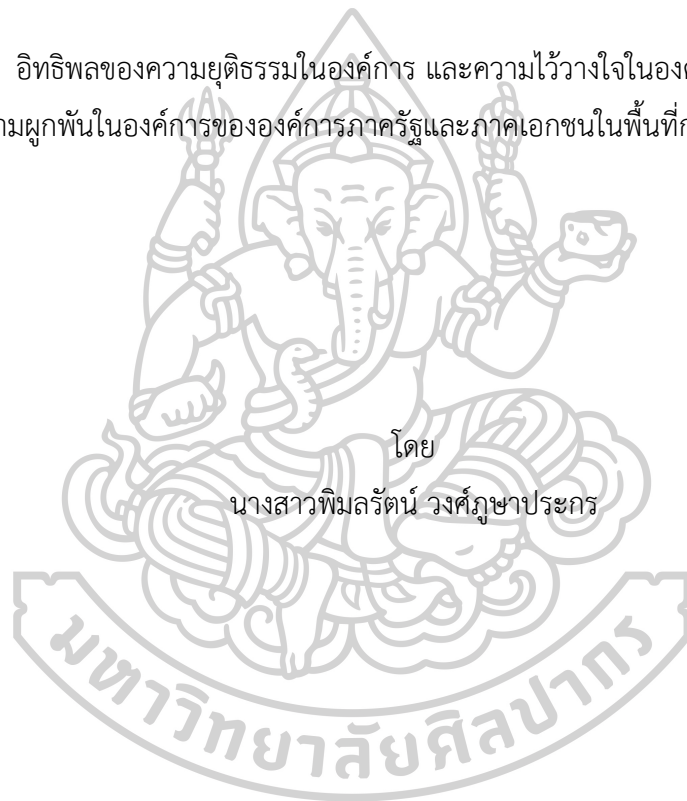 อิทธิพลของความยุติธรรมในองค์การ และความไว้วางใจในองค
ามผูกพันในองค์การขององค์การภาครัฐและภาคเอกชนในพื้นที่ก
โดย
นางสาวพิมลรัตน์ วงศ์ภูษาประกร
มหาวิทยาลัยศิลปากร